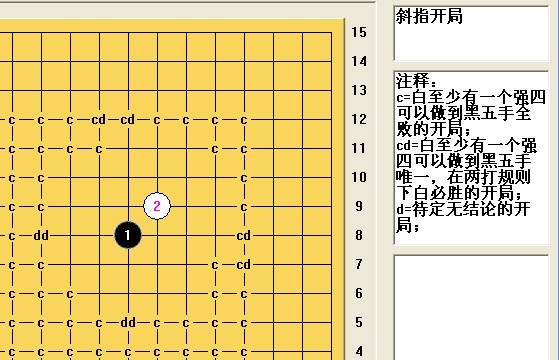 斜指开局
注释：
c=白至少有一个强四
可以做到黑五手全
败的开局；
cd=白至少有一个强
四可以做到黑五手
唯一，在两打规则
下白必胜的开局；
d=待定无结论的开
局；
15
14
13
c c c cd cd c c c c 12
c c c c c c 11
c c c 10
c c 2 c 9
c dd 1 cd 8
c c c cd 7
c c c c c 6
c c c c dd c c c c 5
c c c c c c c c c 4